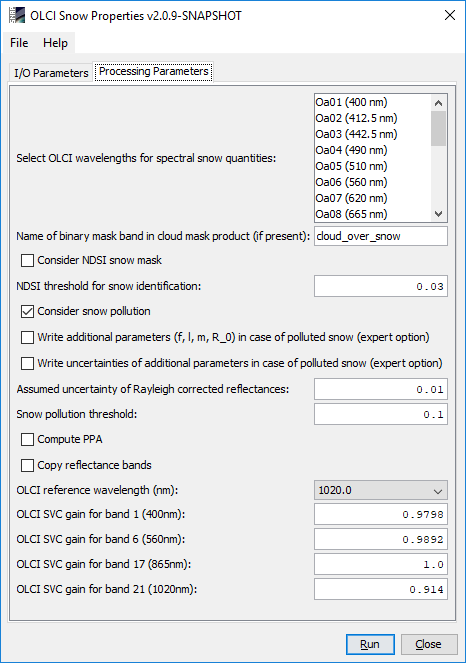 OLCI Snow Properties v2.0.9-SNAPSHOT
File Help
I/O Parameters Processing Parameters
Oa01 (400 nm)
Oa02 (412.5 nm)
Oa03 (442.5 nm)
Oa04 (490 nm)
Select OLCI wavelengths for spectral snow quantities:
Oa05 (510 nm)
Oa06 (560 nm)
Oa07 (620 nm)
Oa08 (665 nm)
Name of binary mask band in cloud mask product (if present): cloud_over_snow
Consider NDSI snow mask
NDSI threshold for snow identification: 0.03
Consider snow pollution
Write additional parameters (f, l, m, R_0) in case of polluted snow (expert option)
Write uncertainties of additional parameters in case of polluted snow (expert option)
Assumed uncertainty of Rayleigh corrected reflectances: 0.01
Snow pollution threshold: 0.1
Compute PPA
Copy reflectance bands
OLCI reference wavelength (nm): 1020.0
OLCI SVC gain for band 1 (400nm): 0.9798
OLCI SVC gain for band 6 (560nm): 0.9892
OLCI SVC gain for band 17 (865nm): 1.0
OLCI SVC gain for band 21 (1020nm): 0.914
Run Close